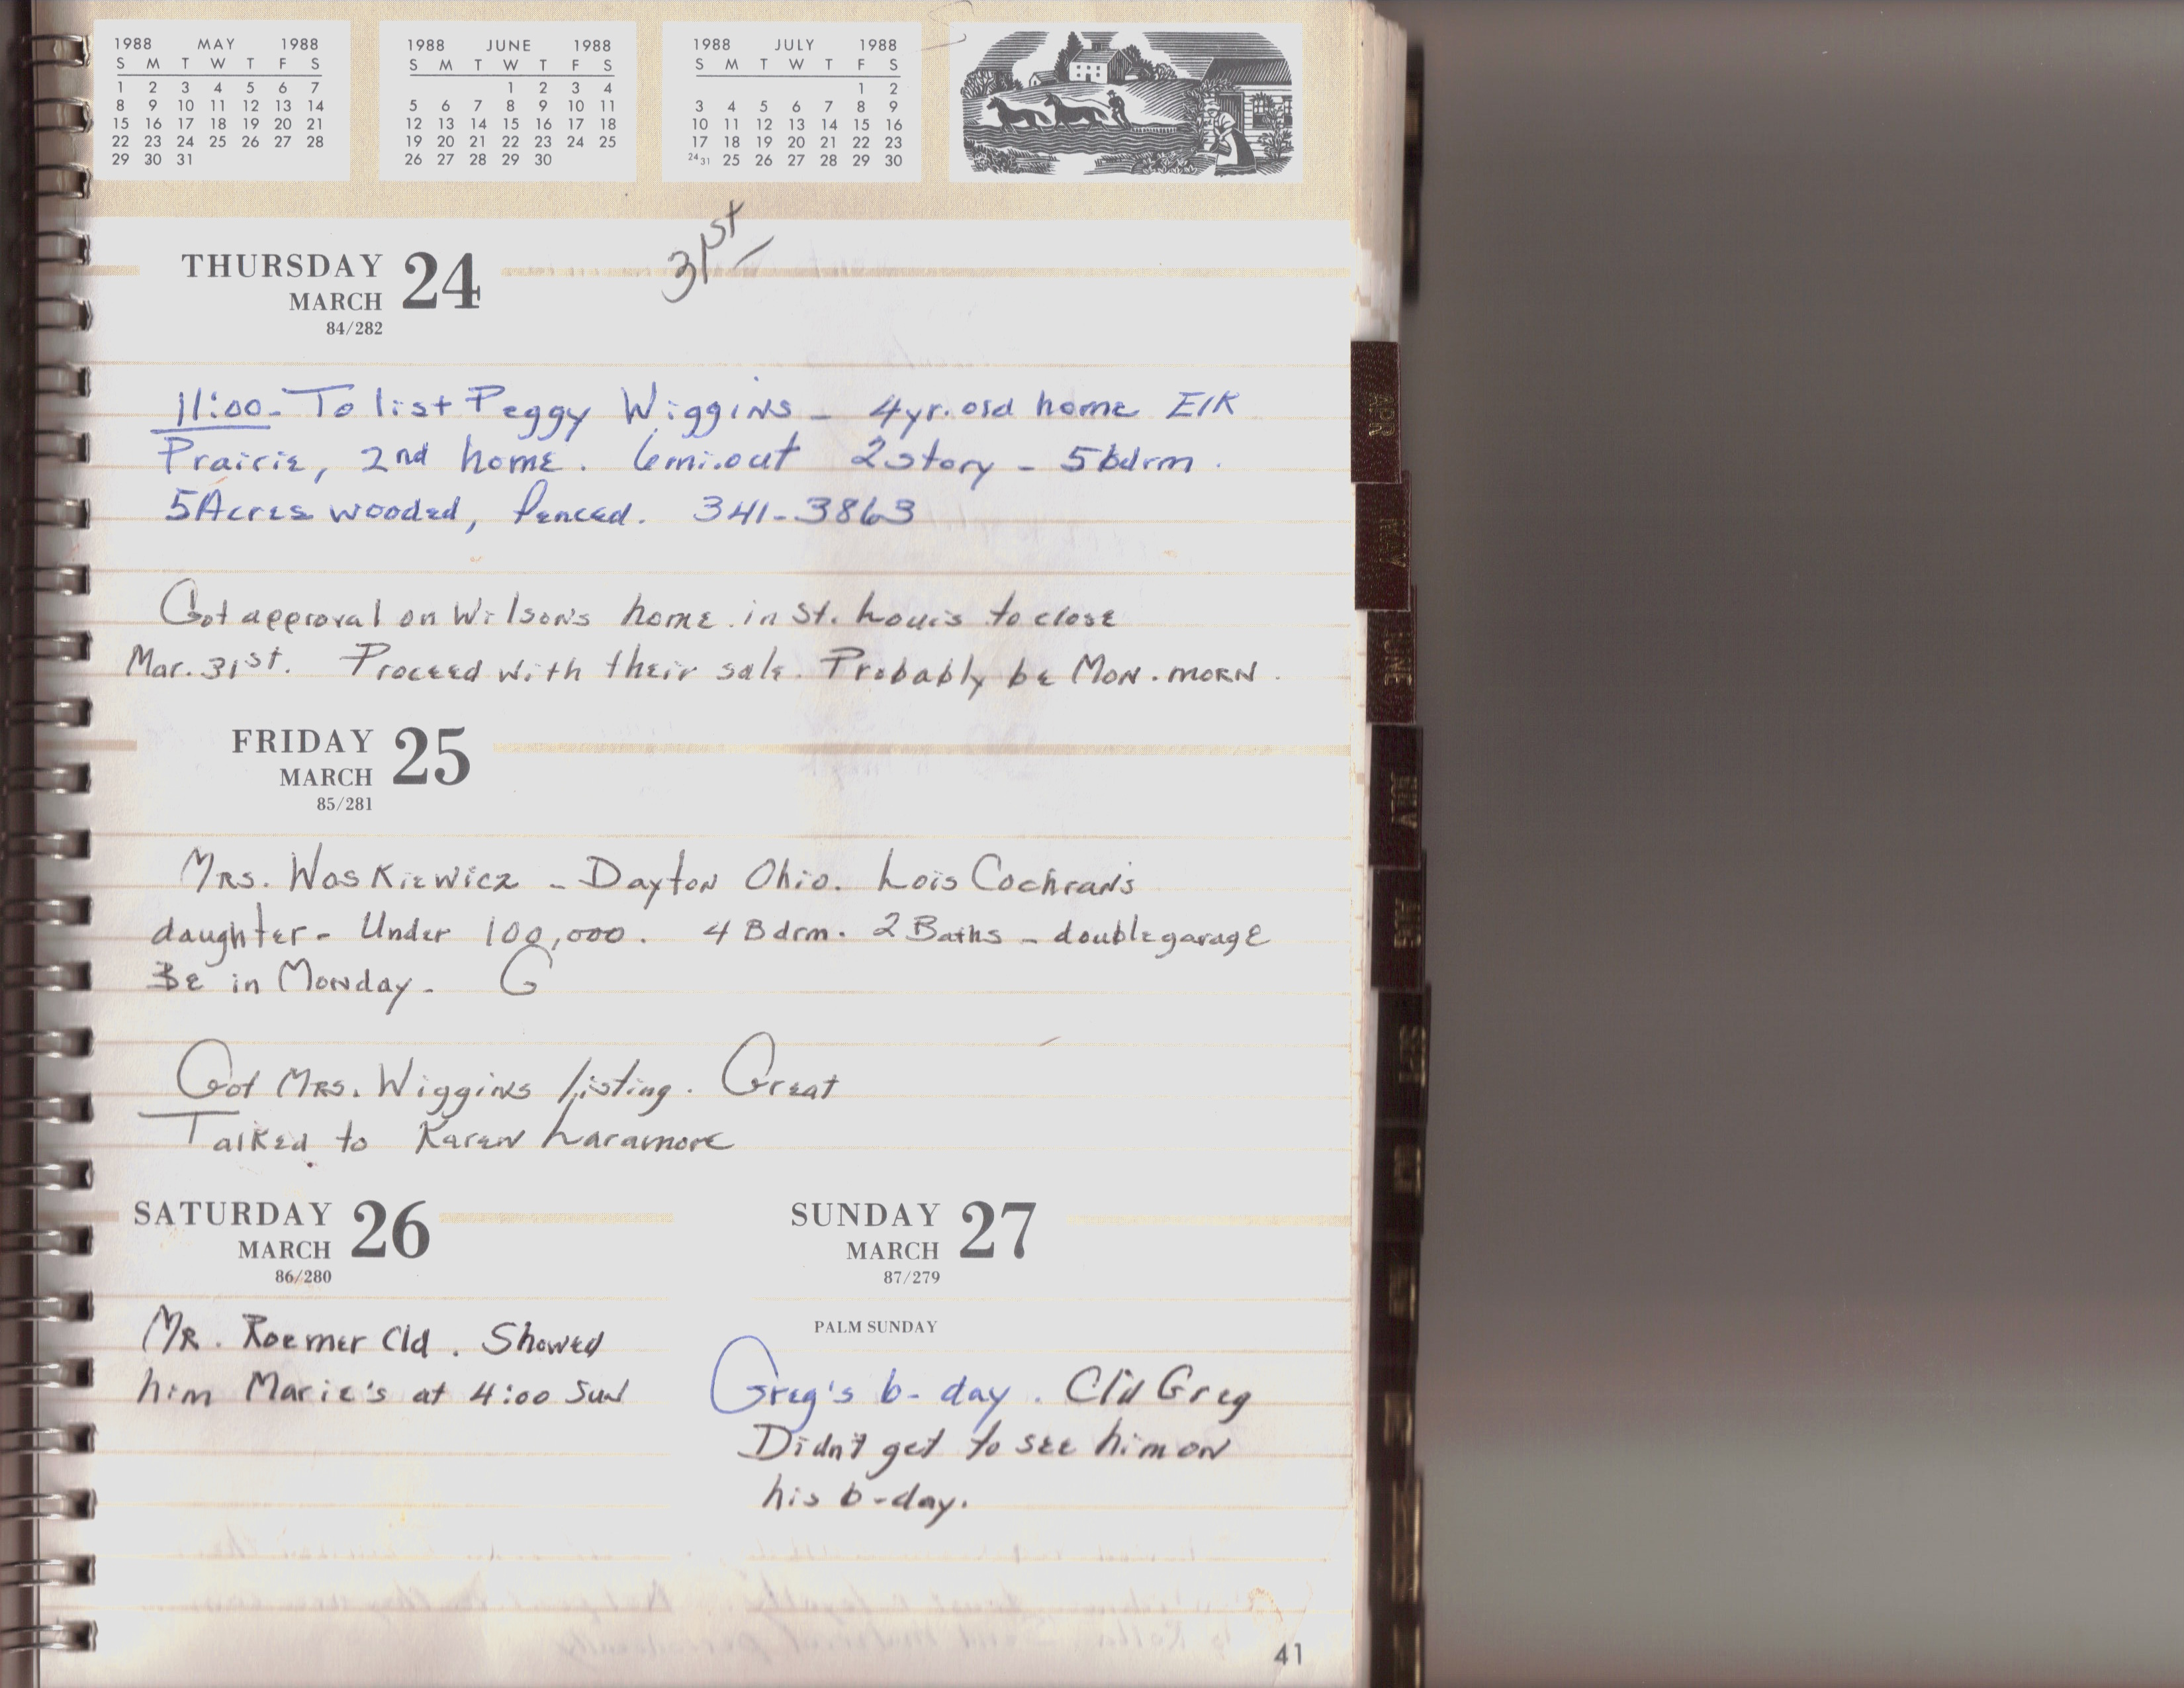 1988 MAY 1988
S M T W T F S
1 2 3 4 5 6 7
8 9 10 11 12 13 14
15 16 17 18 19 20 21
22 23 24 25 26 27 28
29 30 31
1988 JUNE 1988
S M T W T F S
1 2 3 4
5 6 7 8 9 10 11
12 13 14 15 16 17 18
19 20 21 22 23 24 25
26 27 28 29 30
1988 JULY 1988
S M T W T F S
1 2
3 4 5 6 7 8 9
10 11 12 13 14 15 16
17 18 19 20 21 22 23
24 31 25 26 27 28 29 30
31st
THURSDAY 24
MARCH
84/282
11:00 - To list Peggy Wiggins - 4yr. old home Elk
Prairie, 2nd home. 6mi.out 2story - 5bdrm.
5Acres wooded, fenced. 341-3863
Got approval on Wilson's home in St. Louis to close
Mar. 31st. Proceed with their sale. Probably be Mon. morn.
FRIDAY 25
MARCH
85/281
Mrs. Woskiewicz - Dayton Ohio. Lois Cochran's
daughter - Under 100,000. 4 Bdrm. 2 Baths - double garage
Be in Monday - G
Got Mrs. Wiggins listing. Great
Talked to Karen Laramore
SATURDAY 26
MARCH
86/280
Mr. Roemer Cld. Showed
him Marie's at 4:00 Sun
SUNDAY 27
MARCH
87/279
PALM SUNDAY
Greg's b-day. Cld Greg
Didn't get to see him on
his b-day.
41
APR
MAY
JUNE
JULY
AUG
SEPT